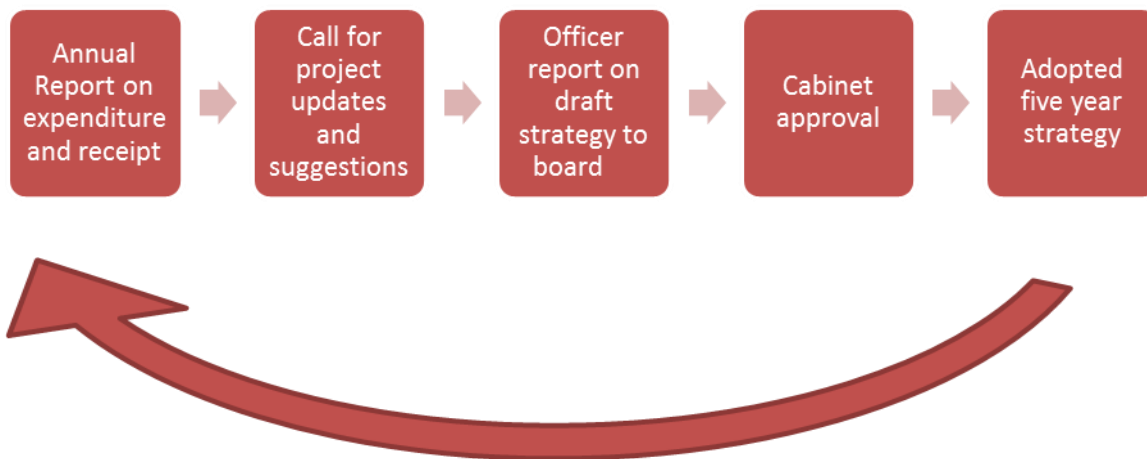 Annual
Report on
expenditure
and receipt
Call for
project
updates
and
suggestions
Officer
report on
draft
strategy to
board
Cabinet
approval
Adopted
five year
strategy